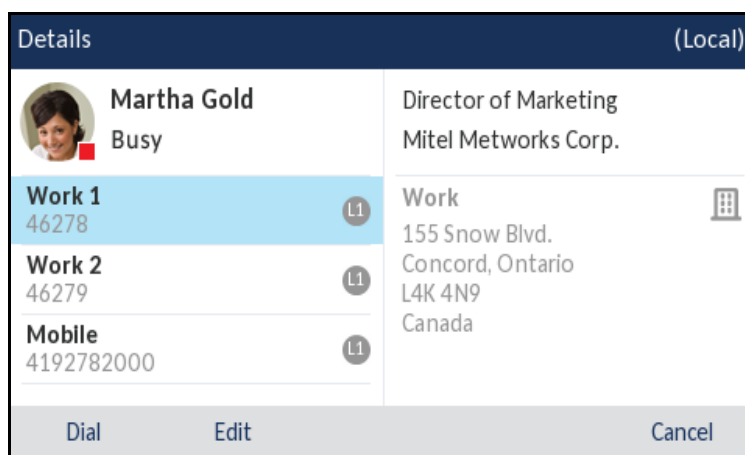 Details
(Local)
Martha Gold
Busy
Work 1
46278
L1
Work 2
46279
L1
Mobile
4192782000
L1
Director of Marketing
Mitel Metworks Corp.
Work
155 Snow Blvd.
Concord, Ontario
L4K 4N9
Canada
Dial
Edit
Cancel